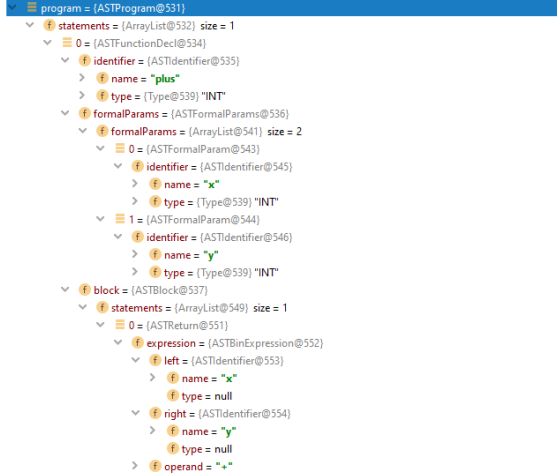 program = {ASTProgram@531}
f statements = {ArrayList@532} size = 1
0 = {ASTFunctionDecl@534}
f identifier = {ASTIdentifier@535}
f name = "plus"
f type = {Type@539} "INT"
f formalParams = {ASTFormalParams@536}
f formalParams = {ArrayList@541} size = 2
0 = {ASTFormalParam@543}
f identifier = {ASTIdentifier@545}
f name = "x"
f type = {Type@539} "INT"
1 = {ASTFormalParam@544}
f identifier = {ASTIdentifier@546}
f name = "y"
f type = {Type@539} "INT"
f block = {ASTBlock@537}
f statements = {ArrayList@549} size = 1
0 = {ASTReturn@551}
f expression = {ASTBinExpression@552}
f left = {ASTIdentifier@553}
f name = "x"
f type = null
f right = {ASTIdentifier@554}
f name = "y"
f type = null
f operand = "+"